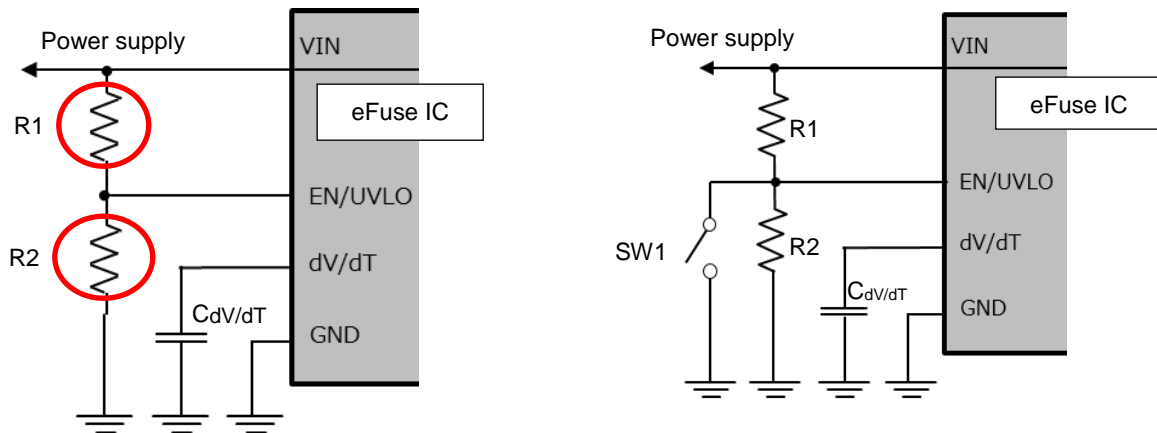 Power supply
VIN
eFuse IC
R1
EN/UVLO
R2
dV/dT
CdV/dT
GND
Power supply
VIN
eFuse IC
R1
EN/UVLO
SW1
R2
dV/dT
CdV/dT
GND